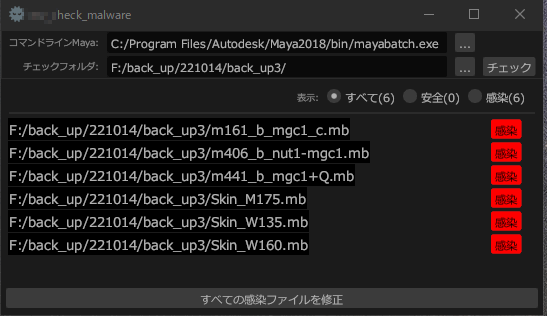 heck_malware
コマンドラインMaya: C:/Program Files/Autodesk/Maya2018/bin/mayabatch.exe ...
チェックフォルダ: F:/back_up/221014/back_up3/ ... チェック
表示: すべて(6) 安全(0) 感染(6)
F:/back_up/221014/back_up3/m161_b_mgc1_c.mb 感染
F:/back_up/221014/back_up3/m406_b_nut1-mgc1.mb 感染
F:/back_up/221014/back_up3/m441_b_mgc1+Q.mb 感染
F:/back_up/221014/back_up3/Skin_M175.mb 感染
F:/back_up/221014/back_up3/Skin_W135.mb 感染
F:/back_up/221014/back_up3/Skin_W160.mb 感染
すべての感染ファイルを修正